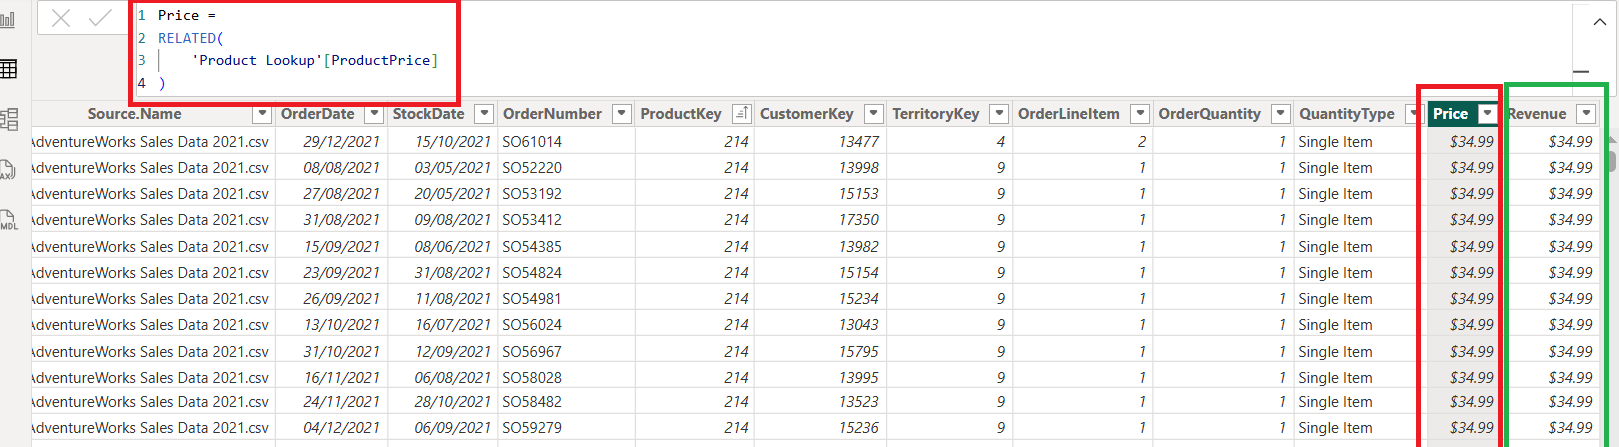 1 Price =
2 RELATED(
3 'Product Lookup'[ProductPrice]
4 )
Source.Name OrderDate StockDate OrderNumber ProductKey CustomerKey TerritoryKey OrderLineItem OrderQuantity QuantityType Price Revenue
AdventureWorks Sales Data 2021.csv 29/12/2021 15/10/2021 SO61014 214 13477 4 2 1 Single Item $34.99 $34.99
AdventureWorks Sales Data 2021.csv 08/08/2021 03/05/2021 SO52220 214 13998 9 1 1 Single Item $34.99 $34.99
AdventureWorks Sales Data 2021.csv 27/08/2021 20/05/2021 SO53192 214 15153 9 1 1 Single Item $34.99 $34.99
AdventureWorks Sales Data 2021.csv 31/08/2021 09/08/2021 SO53412 214 17350 9 1 1 Single Item $34.99 $34.99
AdventureWorks Sales Data 2021.csv 15/09/2021 08/06/2021 SO54385 214 13982 9 1 1 Single Item $34.99 $34.99
AdventureWorks Sales Data 2021.csv 23/09/2021 31/08/2021 SO54824 214 15154 9 1 1 Single Item $34.99 $34.99
AdventureWorks Sales Data 2021.csv 26/09/2021 11/08/2021 SO54981 214 15234 9 1 1 Single Item $34.99 $34.99
AdventureWorks Sales Data 2021.csv 13/10/2021 16/07/2021 SO56024 214 13043 9 1 1 Single Item $34.99 $34.99
AdventureWorks Sales Data 2021.csv 31/10/2021 12/09/2021 SO56967 214 15795 9 1 1 Single Item $34.99 $34.99
AdventureWorks Sales Data 2021.csv 16/11/2021 06/08/2021 SO58028 214 13995 9 1 1 Single Item $34.99 $34.99
AdventureWorks Sales Data 2021.csv 24/11/2021 28/10/2021 SO58482 214 13523 9 1 1 Single Item $34.99 $34.99
AdventureWorks Sales Data 2021.csv 04/12/2021 06/09/2021 SO59279 214 15236 9 1 1 Single Item $34.99 $34.99